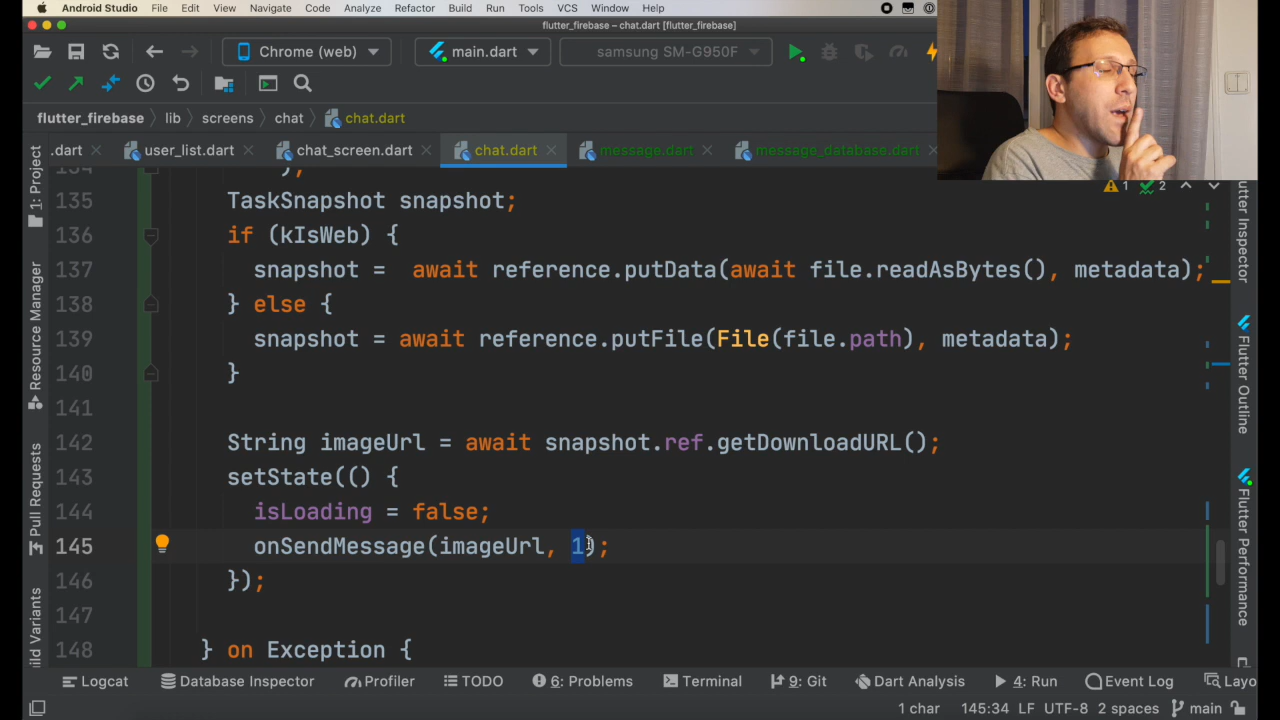 Android Studio File Edit View Navigate Code Analyze Refactor Build Run Tools VCS Window Help
flutter_firebase – chat.dart [flutter_firebase]
Chrome (web) main.dart samsung SM-G950F
flutter_firebase lib screens chat chat.dart
.dart user_list.dart chat_screen.dart chat.dart message.dart message_database.dart
1 2
134 );
135 TaskSnapshot snapshot;
136 if (kIsWeb) {
137 snapshot =  await reference.putData(await file.readAsBytes(), metadata);
138 } else {
139 snapshot = await reference.putFile(File(file.path), metadata);
140 }
141
142 String imageUrl = await snapshot.ref.getDownloadURL();
143 setState(() {
144 isLoading = false;
145 onSendMessage(imageUrl, 1);
146 });
147
148 } on Exception {
1: Project
Resource Manager
Pull Requests
ild Variants
utter Inspector
Flutter Outline
Flutter Performance
Logcat Database Inspector Profiler TODO 6: Problems Terminal 9: Git Dart Analysis 4: Run Event Log Layo
1 char 145:34 LF UTF-8 2 spaces main